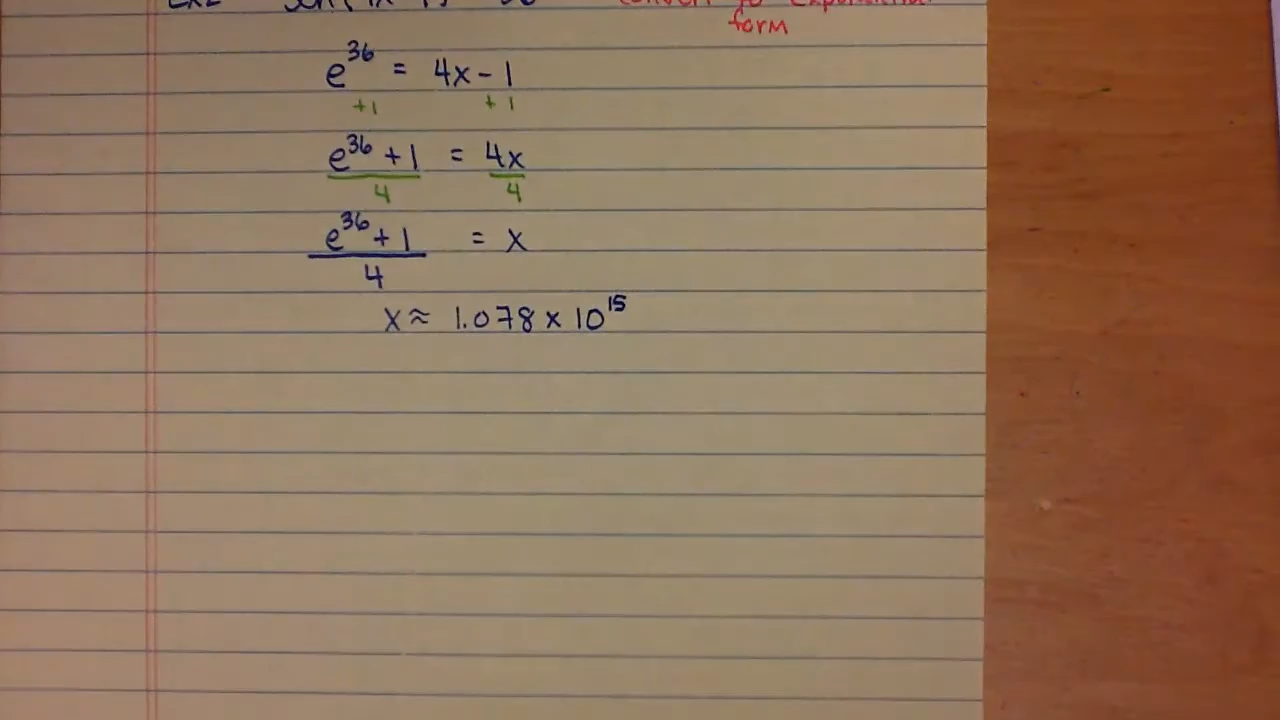 form
e^36 = 4x - 1
+1 +1
e^36 + 1 = 4x
4 4
e^36 + 1 = x
4
x ≈ 1.078 x 10^15